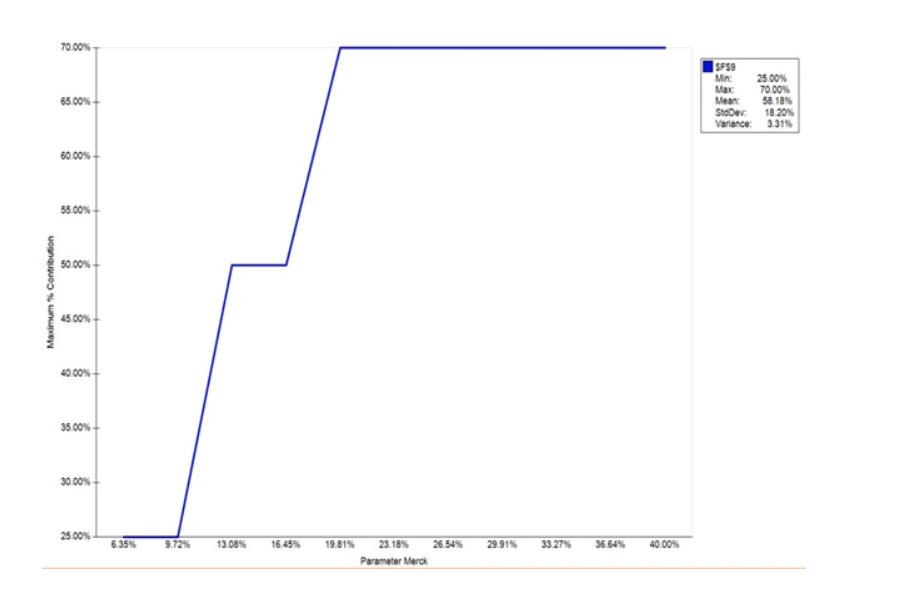 70.00%
65.00%
60.00%
55.00%
50.00%
45.00%
40.00%
35.00%
30.00%
25.00%
Maximum % Contribution
6.35% 9.72% 13.08% 16.45% 19.81% 23.18% 26.54% 29.91% 33.27% 36.64% 40.00%
Parameter Merck
$F$9
Min: 25.00%
Max: 70.00%
Mean: 58.18%
StdDev: 18.20%
Variance: 3.31%